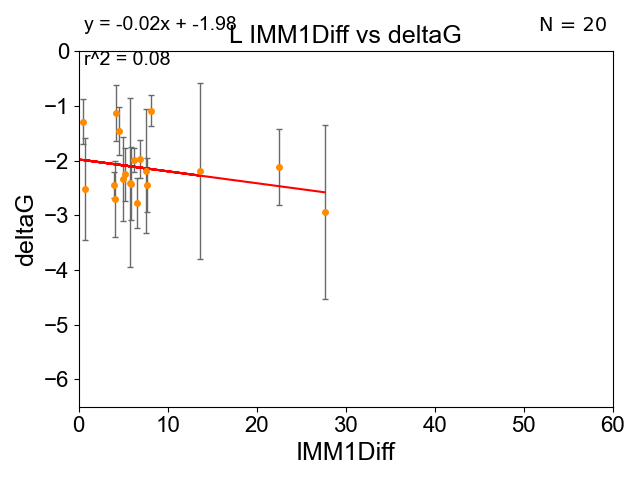 y = -0.02x + -1.98
N = 20
L IMM1Diff vs deltaG
r^2 = 0.08
0
−1
−2
−3
−4
−5
−6
deltaG
0 10 20 30 40 50 60
IMM1Diff